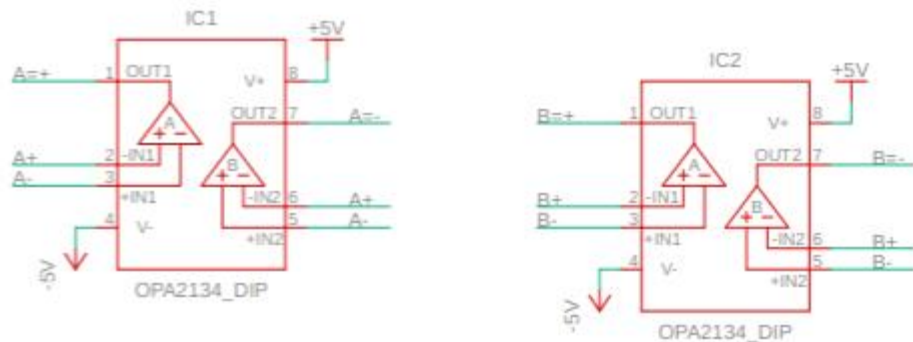 IC1
+5V
A=+
1
OUT1
V+
8
A
+ -
OUT2
7
A=-
A+
2
-IN1
A-
3
+IN1
B
+ -
-IN2
6
A+
+IN2
5
A-
4
V-
-5V
OPA2134_DIP
IC2
+5V
B=+
1
OUT1
V+
8
A
+ -
OUT2
7
B=-
B+
2
-IN1
B-
3
+IN1
B
+ -
-IN2
6
B+
+IN2
5
B-
4
V-
-5V
OPA2134_DIP